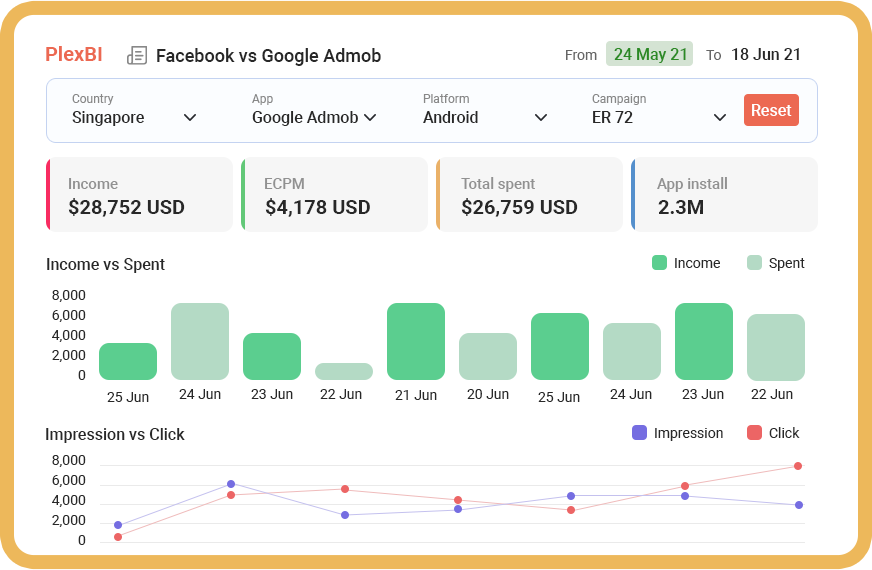 PlexBI Facebook vs Google Admob From 24 May 21 To 18 Jun 21
Country App Platform Campaign
Singapore Google Admob Android ER 72 Reset
Income ECPM Total spent App install
$28,752 USD $4,178 USD $26,759 USD 2.3M
Income vs Spent Income Spent
8,000
6,000
4,000
2,000
0
25 Jun 24 Jun 23 Jun 22 Jun 21 Jun 20 Jun 25 Jun 24 Jun 23 Jun 22 Jun
Impression vs Click Impression Click
8,000
6,000
4,000
2,000
0